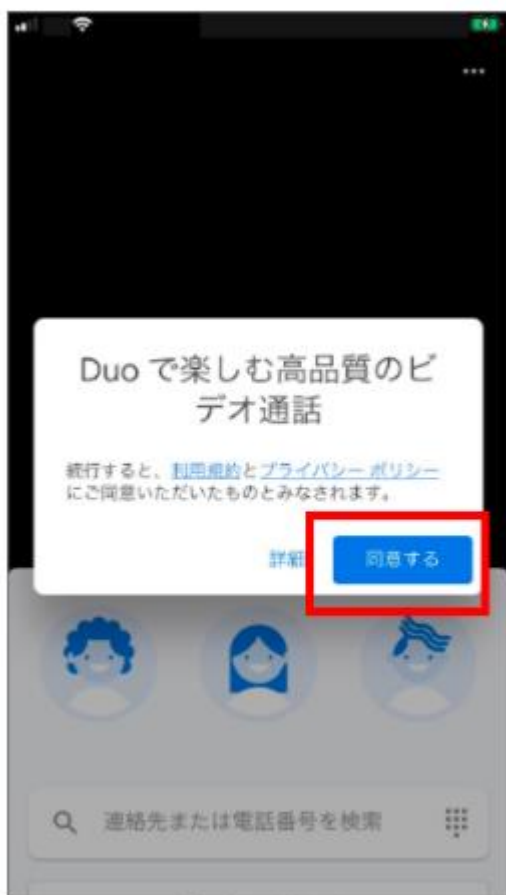 Duo で楽しむ高品質のビ
デオ通話
続行すると、利用規約とプライバシー ポリシー
にご同意いただいたものとみなされます。
詳細
同意する
連絡先または電話番号を検索